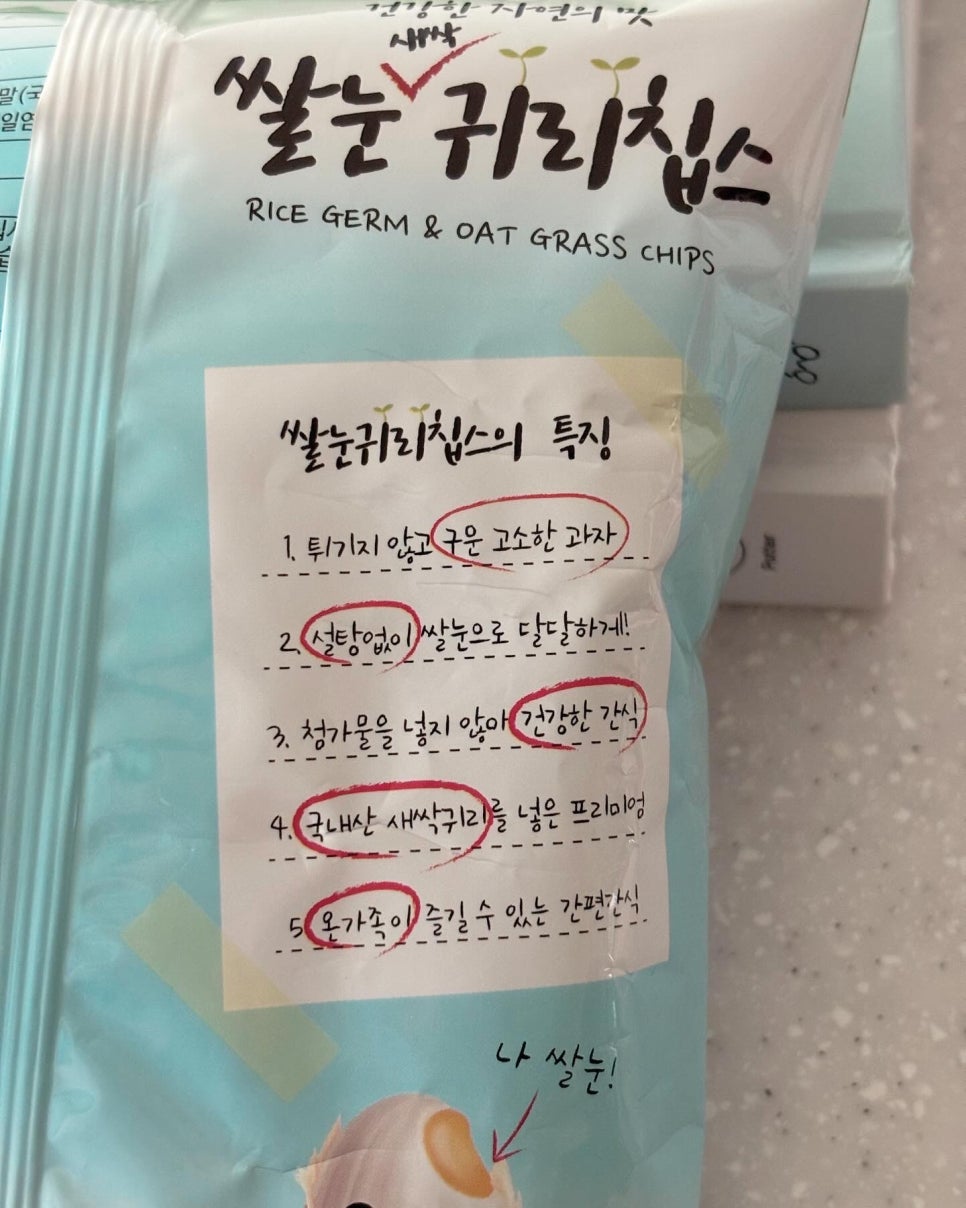 건강한 자연의 맛
새싹
쌀눈 귀리칩스
RICE GERM & OAT GRASS CHIPS
쌀눈귀리칩스의 특징
1. 튀기지 않고 구운 고소한 과자
2. 설탕없이 쌀눈으로 달달하게!
3. 첨가물을 넣지 않아 건강한 간식
4. 국내산 새싹귀리를 넣은 프리미엄
5 온가족이 즐길 수 있는 간편간식
나 쌀눈!